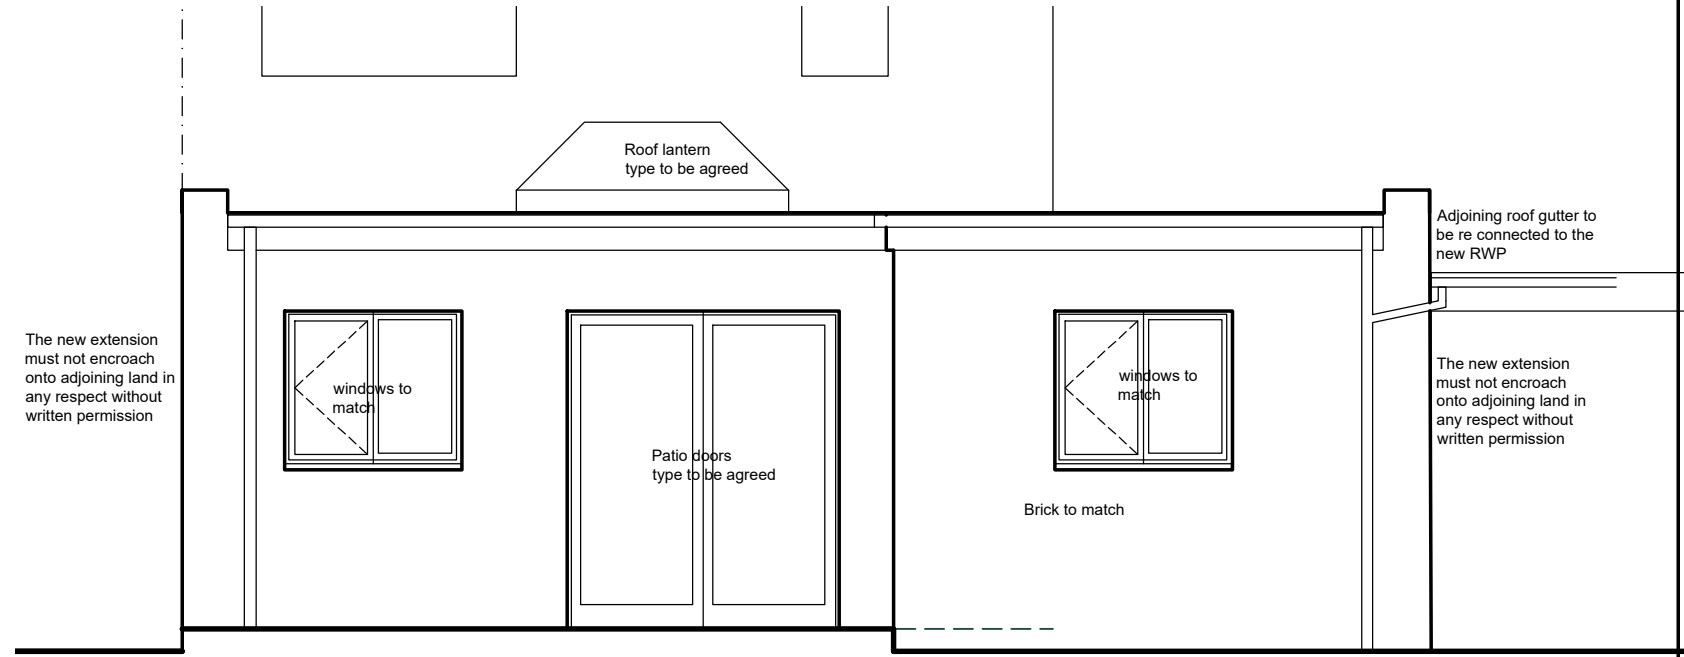 Roof lantern
type to be agreed
Adjoining roof gutter to
be re connected to the
new RWP
The new extension
must not encroach
onto adjoining land in
any respect without
written permission
windows to
match
windows to
match
The new extension
must not encroach
onto adjoining land in
any respect without
written permission
Patio doors
type to be agreed
Brick to match